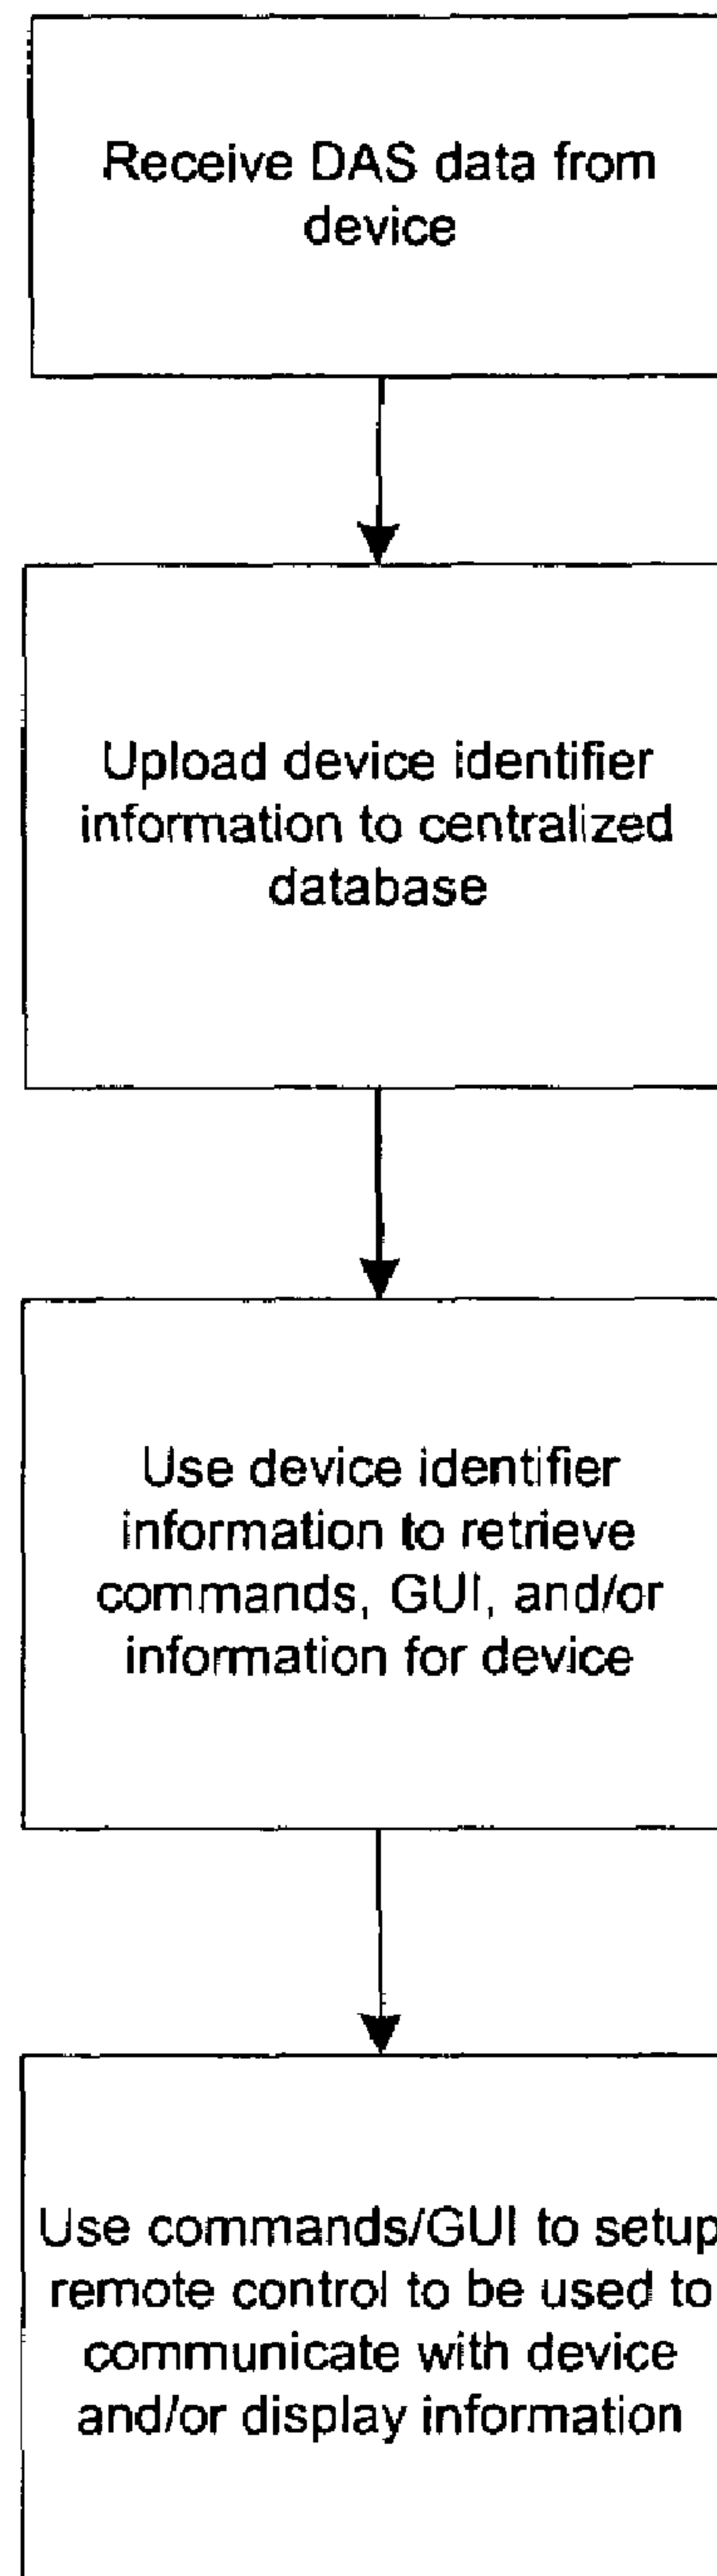 Receive DAS data from
device
Upload device identifier
information to centralized
database
Use device identifier
information to retrieve
commands, GUI, and/or
information for device
Use commands/GUI to setup
remote control to be used to
communicate with device
and/or display information